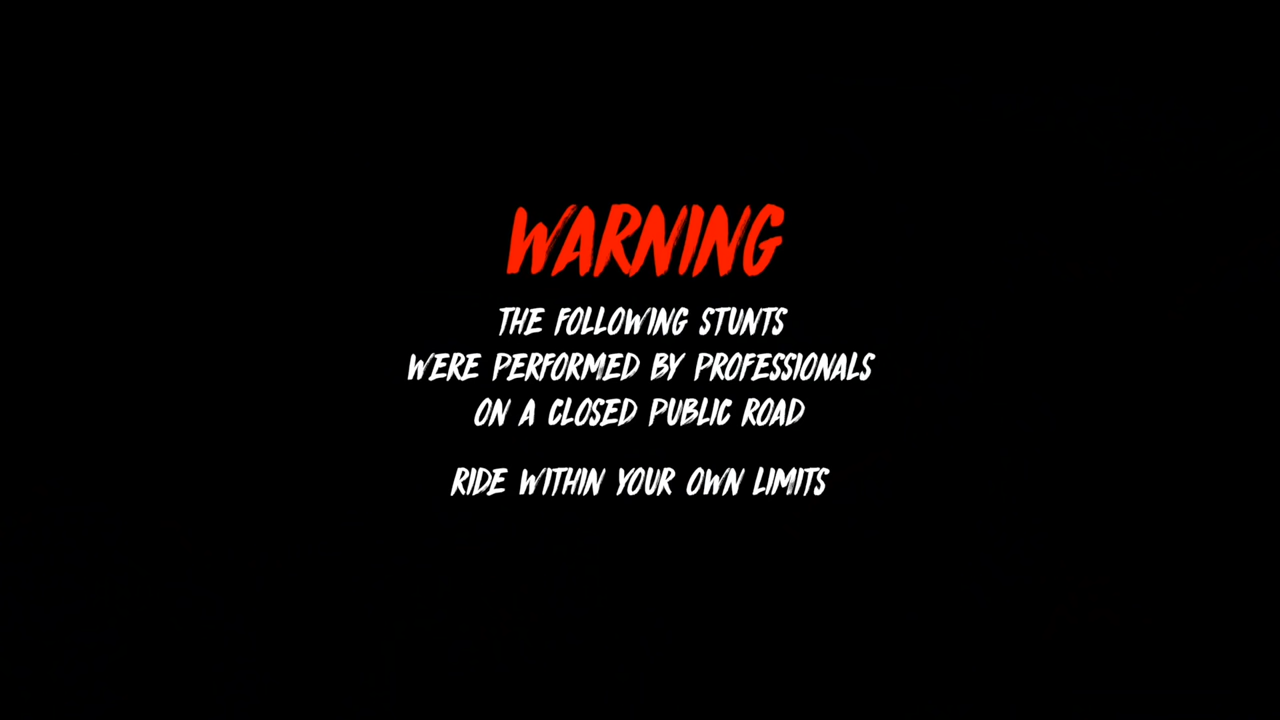 WARNING
THE FOLLOWING STUNTS
WERE PERFORMED BY PROFESSIONALS
ON A CLOSED PUBLIC ROAD
RIDE WITHIN YOUR OWN LIMITS